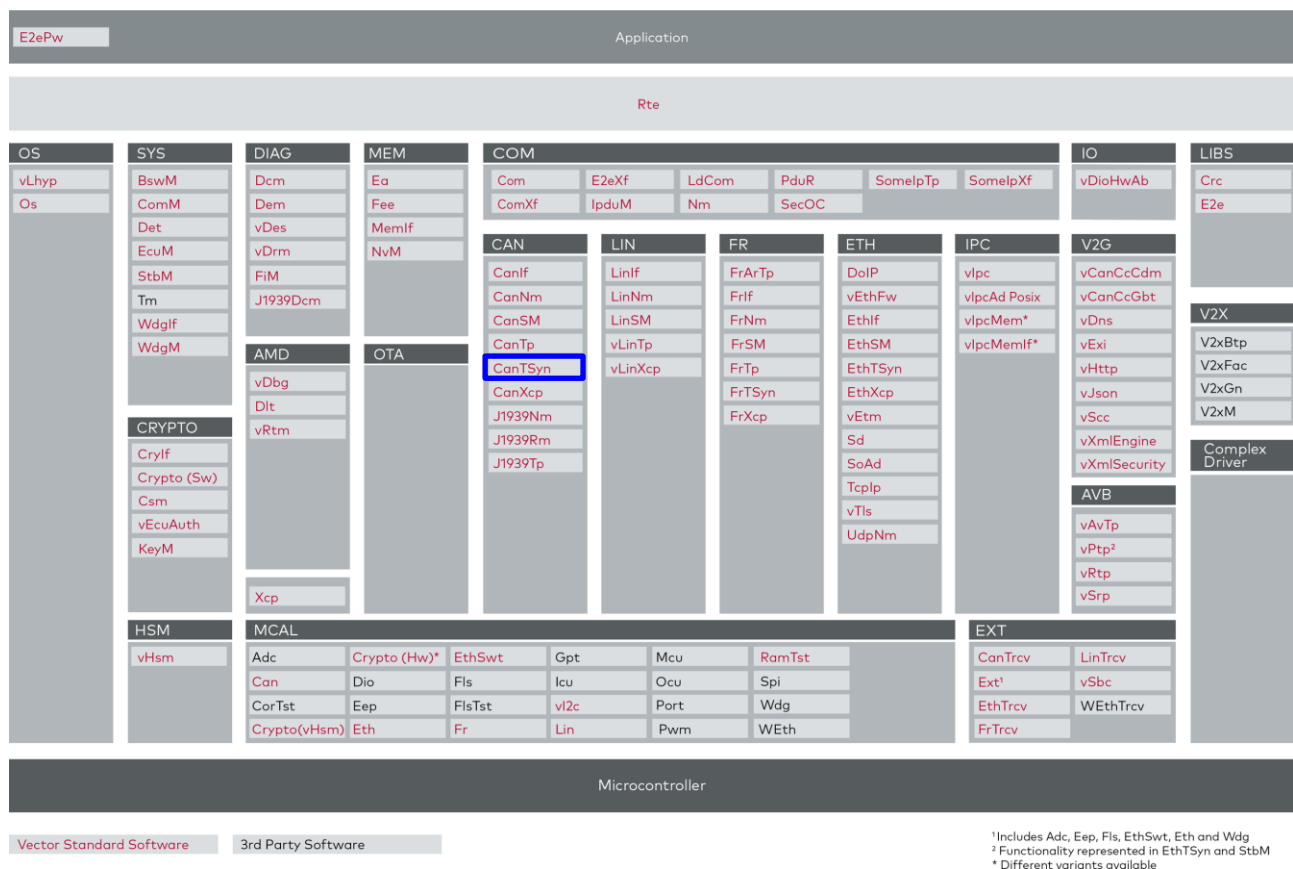 E2ePw
Application
Rte
OS
vLhyp
Os
SYS
BswM
ComM
Det
EcuM
StbM
Tm
WdgIf
WdgM
CRYPTO
CryIf
Crypto (Sw)
Csm
vEcuAuth
KeyM
HSM
vHsm
DIAG
Dcm
Dem
vDes
vDrm
FiM
J1939Dcm
AMD
vDbg
Dlt
vRtm
Xcp
MEM
Ea
Fee
MemIf
NvM
OTA
COM
Com E2eXf LdCom PduR SomeIpTp SomeIpXf
ComXf IpduM Nm SecOC
CAN
CanIf
CanNm
CanSM
CanTp
CanTSyn
CanXcp
J1939Nm
J1939Rm
J1939Tp
LIN
LinIf
LinNm
LinSM
vLinTp
vLinXcp
FR
FrArTp
FrIf
FrNm
FrSM
FrTp
FrTSyn
FrXcp
ETH
DoIP
vEthFw
EthIf
EthSM
EthTSyn
EthXcp
vEtm
Sd
SoAd
TcpIp
vTls
UdpNm
IPC
vIpc
vIpcAd Posix
vIpcMem*
vIpcMemIf*
IO
vDioHwAb
V2G
vCanCcCdm
vCanCcGbt
vDns
vExi
vHttp
vJson
vScc
vXmlEngine
vXmlSecurity
AVB
vAvTp
vPtp²
vRtp
vSrp
LIBS
Crc
E2e
V2X
V2xBtp
V2xFac
V2xGn
V2xM
Complex
Driver
MCAL
Adc Crypto (Hw)* EthSwt Gpt Mcu RamTst
Can Dio Fls Icu Ocu Spi
CorTst Eep FlsTst vI2c Port Wdg
Crypto(vHsm) Eth Fr Lin Pwm WEth
EXT
CanTrcv LinTrcv
Ext¹ vSbc
EthTrcv WEthTrcv
FrTrcv
Microcontroller
Vector Standard Software
3rd Party Software
¹ Includes Adc, Eep, Fls, EthSwt, Eth and Wdg
² Functionality represented in EthTSyn and StbM
* Different variants available